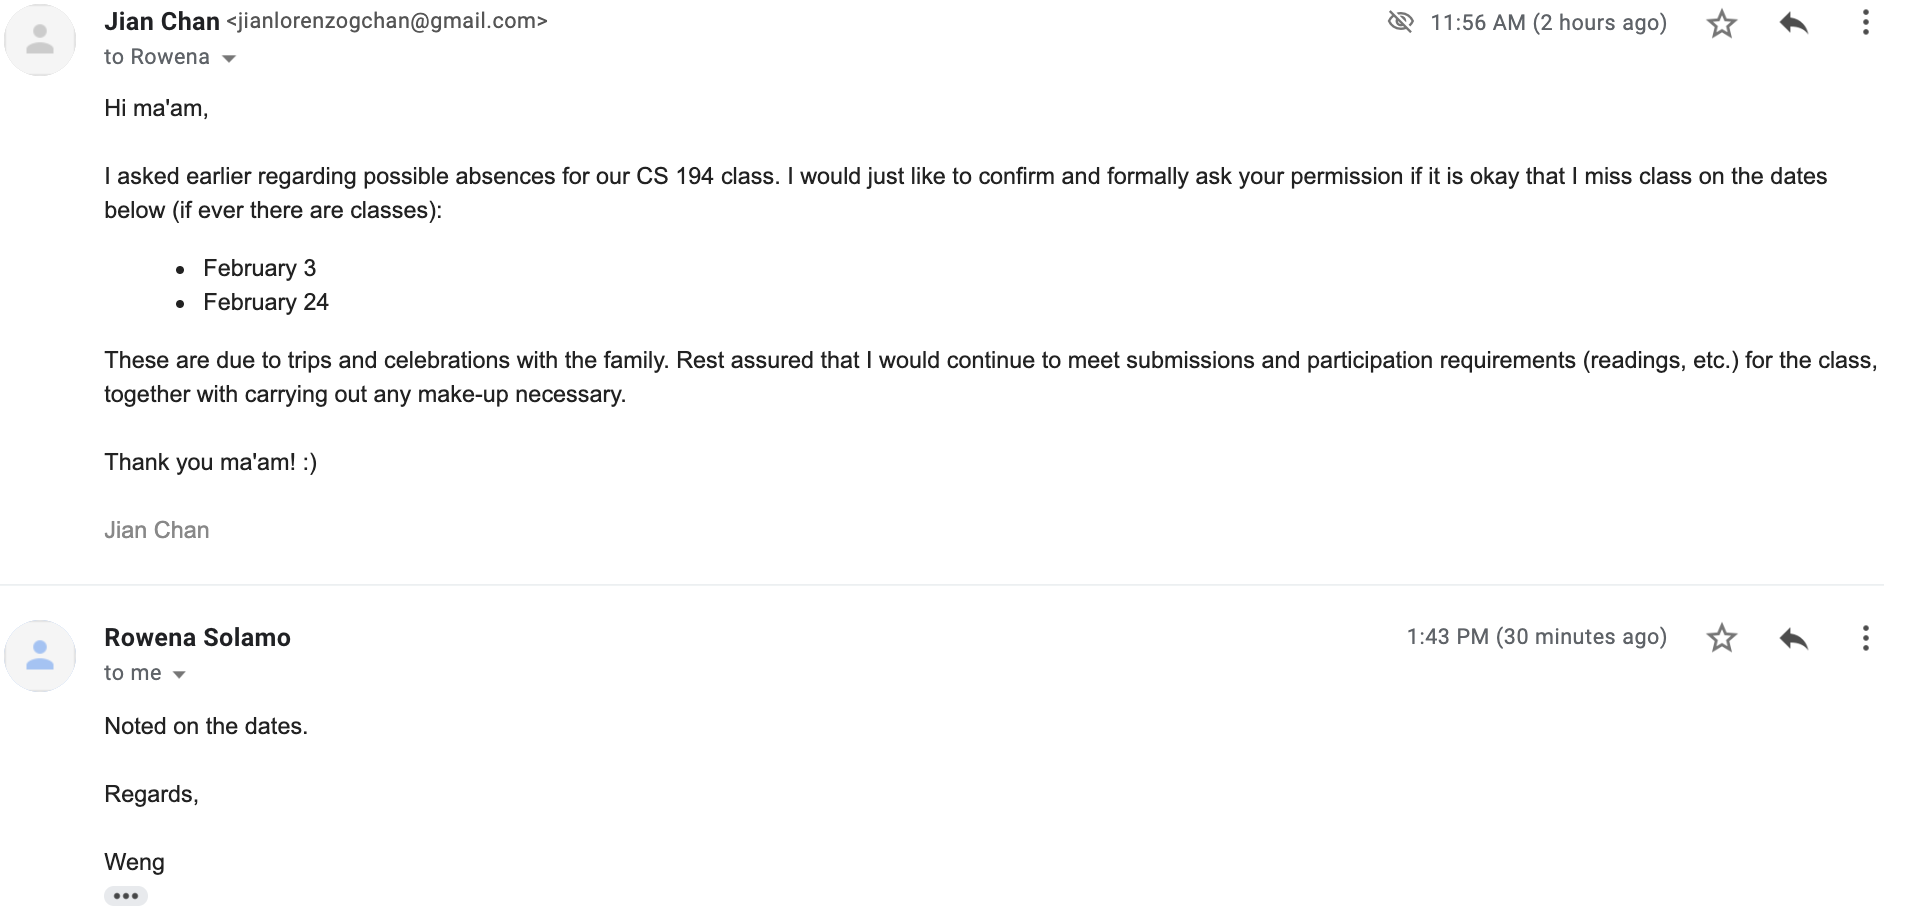 Jian Chan <jianlorenzogchan@gmail.com> 11:56 AM (2 hours ago)
to Rowena
Hi ma'am,
I asked earlier regarding possible absences for our CS 194 class. I would just like to confirm and formally ask your permission if it is okay that I miss class on the dates
below (if ever there are classes):
• February 3
• February 24
These are due to trips and celebrations with the family. Rest assured that I would continue to meet submissions and participation requirements (readings, etc.) for the class,
together with carrying out any make-up necessary.
Thank you ma'am! :)
Jian Chan
Rowena Solamo 1:43 PM (30 minutes ago)
to me
Noted on the dates.
Regards,
Weng